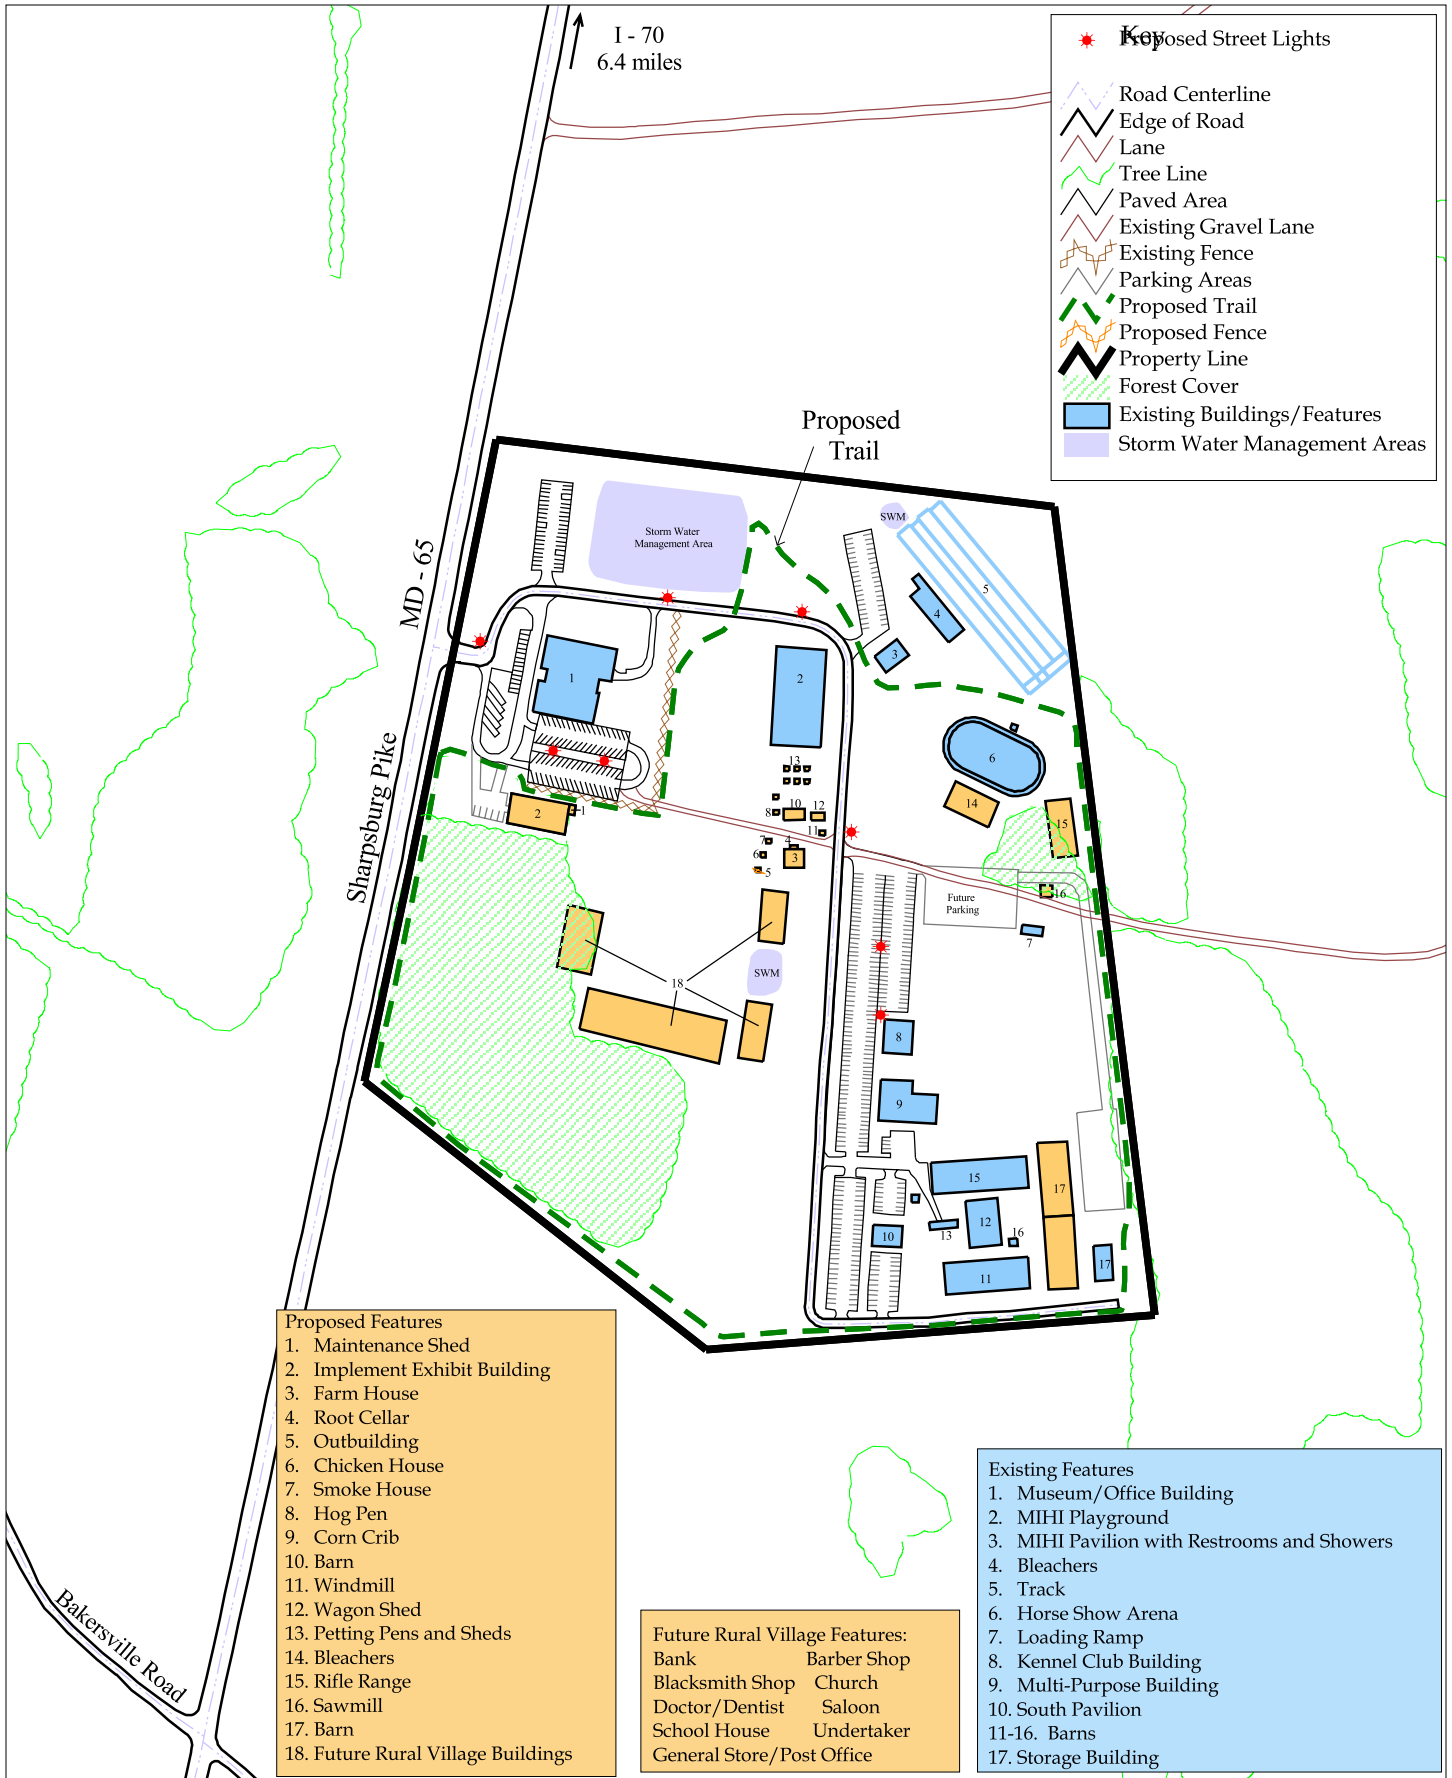 I - 70
6.4 miles
Key
Proposed Street Lights
Road Centerline
Edge of Road
Lane
Tree Line
Paved Area
Existing Gravel Lane
Existing Fence
Parking Areas
Proposed Trail
Proposed Fence
Property Line
Forest Cover
Existing Buildings/Features
Storm Water Management Areas
Proposed
Trail
MD - 65
Sharpsburg Pike
Storm Water
Management Area
SWM
5
4
3
1
2
6
13
14
10
12
8
11
15
2
1
7
4
6
3
5
16
Future
Parking
7
18
SWM
8
9
15
17
12
13
16
10
11
17
Proposed Features
1. Maintenance Shed
2. Implement Exhibit Building
3. Farm House
4. Root Cellar
5. Outbuilding
6. Chicken House
7. Smoke House
8. Hog Pen
9. Corn Crib
10. Barn
11. Windmill
12. Wagon Shed
13. Petting Pens and Sheds
14. Bleachers
15. Rifle Range
16. Sawmill
17. Barn
18. Future Rural Village Buildings
Bakersville Road
Future Rural Village Features:
Bank Barber Shop
Blacksmith Shop Church
Doctor/Dentist Saloon
School House Undertaker
General Store/Post Office
Existing Features
1. Museum/Office Building
2. MIHI Playground
3. MIHI Pavilion with Restrooms and Showers
4. Bleachers
5. Track
6. Horse Show Arena
7. Loading Ramp
8. Kennel Club Building
9. Multi-Purpose Building
10. South Pavilion
11-16. Barns
17. Storage Building